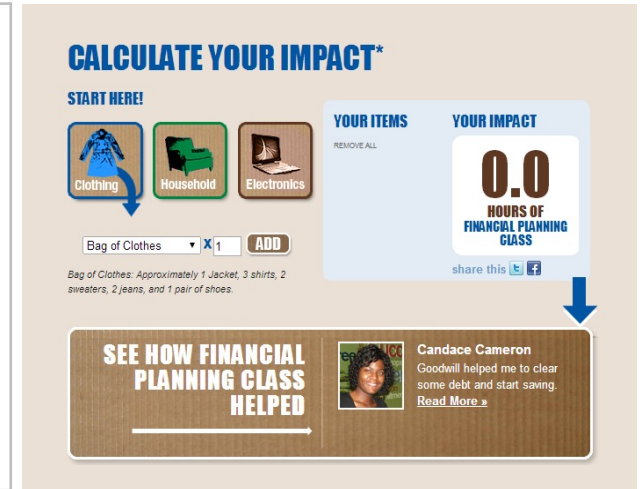 CALCULATE YOUR IMPACT*
START HERE!
Clothing
Household
Electronics
Bag of Clothes
X 1
ADD
Bag of Clothes: Approximately 1 Jacket, 3 shirts, 2
sweaters, 2 jeans, and 1 pair of shoes.
YOUR ITEMS
REMOVE ALL
YOUR IMPACT
0.0
HOURS OF
FINANCIAL PLANNING
CLASS
share this
SEE HOW FINANCIAL
PLANNING CLASS
HELPED
Candace Cameron
Goodwill helped me to clear
some debt and start saving.
Read More »